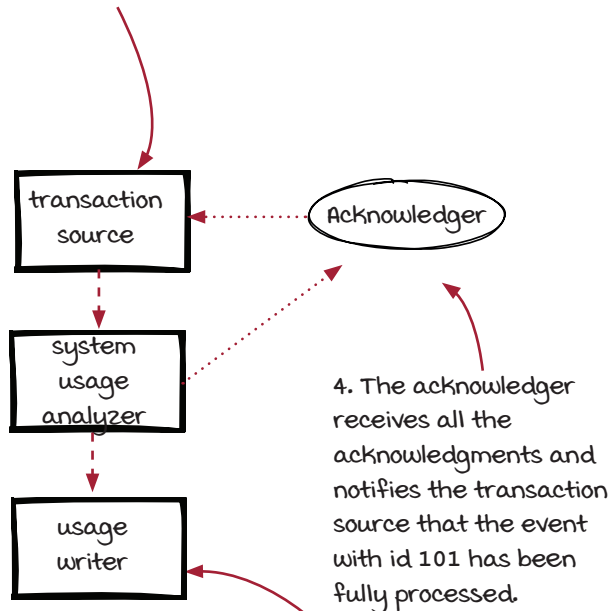 transaction
source
Acknowledger
system
usage
analyzer
4. The acknowledger
receives all the
acknowledgments and
notifies the transaction
source that the event
with id 101 has been
fully processed.
usage
writer